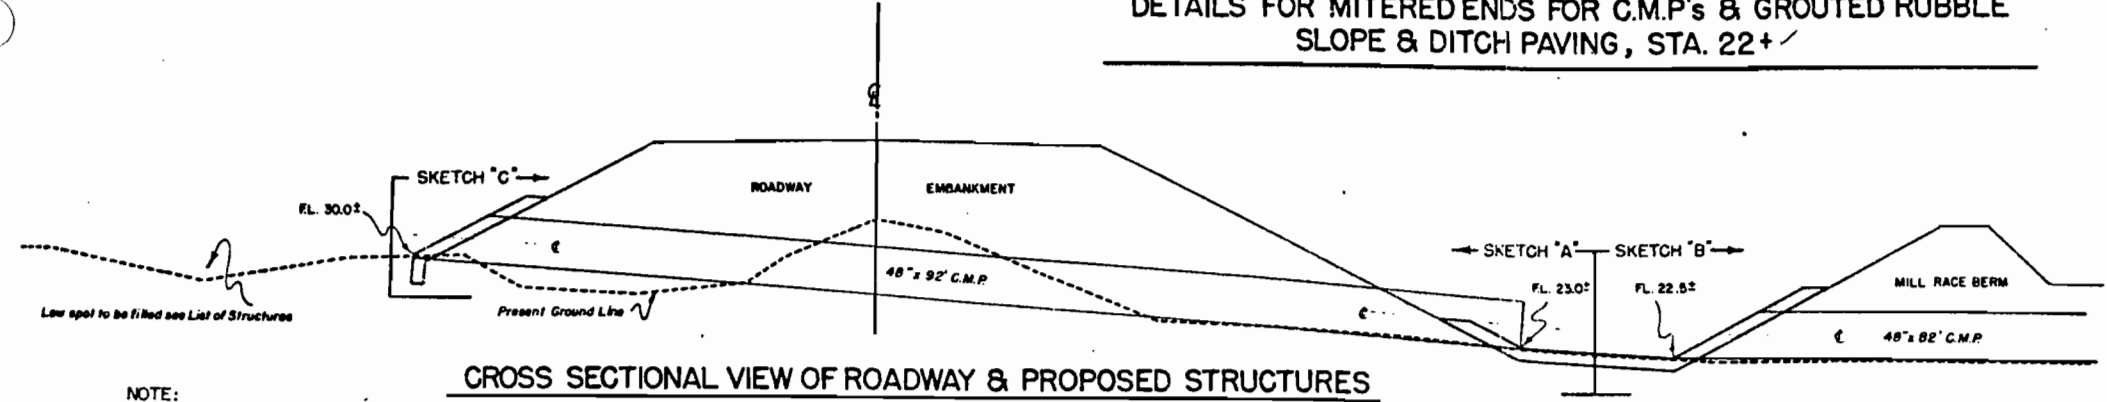 DETAILS FOR MITERED ENDS FOR C.M.P's & GROUTED RUBBLE
SLOPE & DITCH PAVING, STA. 22+
℄
SKETCH "C"
ROADWAY
EMBANKMENT
F.L. 30.0±
℄
SKETCH "A"
SKETCH "B"
48" x 92' C.M.P.
F.L. 23.0±
F.L. 22.5±
MILL RACE BERM
Low spot to be filled see List of Structures
Present Ground Line
℄
℄
48" x 82' C.M.P.
CROSS SECTIONAL VIEW OF ROADWAY & PROPOSED STRUCTURES
NOTE: